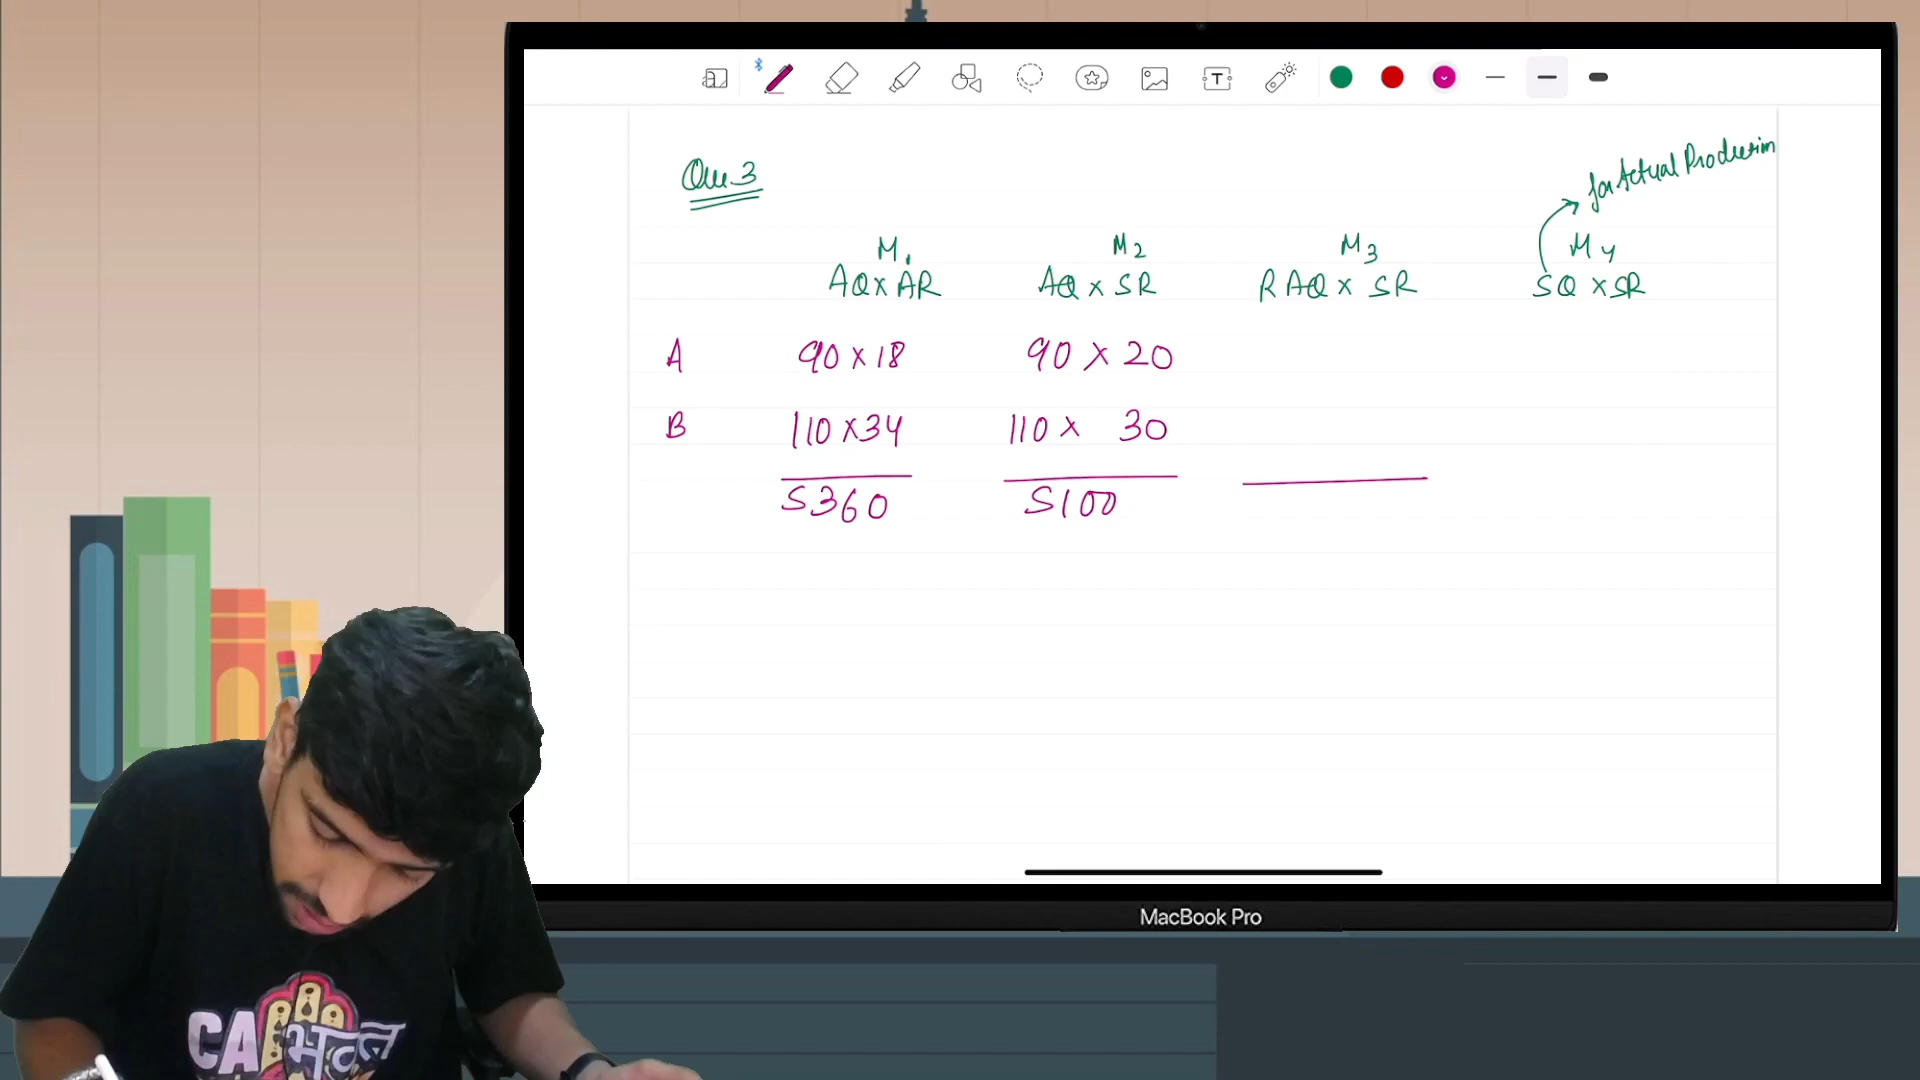 Que 3
for Actual Production
M1 M2 M3 M4
AQ x AR AQ x SR RAQ x SR SQ x SR
A 90 x 18 90 x 20
B 110 x 34 110 x 30
5360 5100
MacBook Pro
CA भक्त